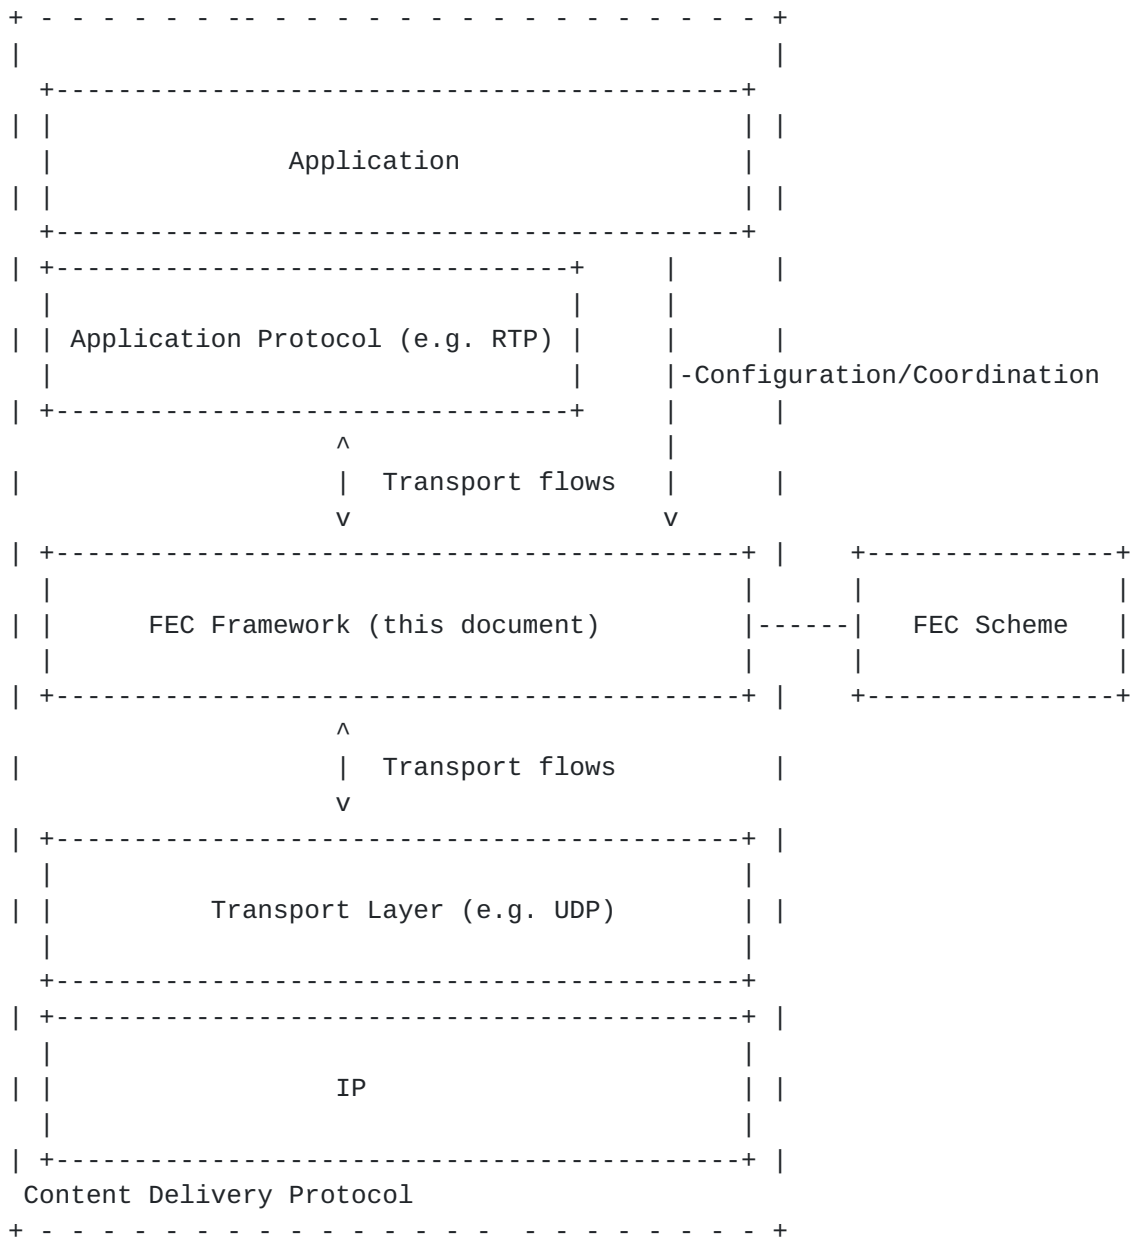 Application
Application Protocol (e.g. RTP)
-Configuration/Coordination
Transport flows
FEC Framework (this document)
FEC Scheme
Transport flows
Transport Layer (e.g. UDP)
IP
Content Delivery Protocol